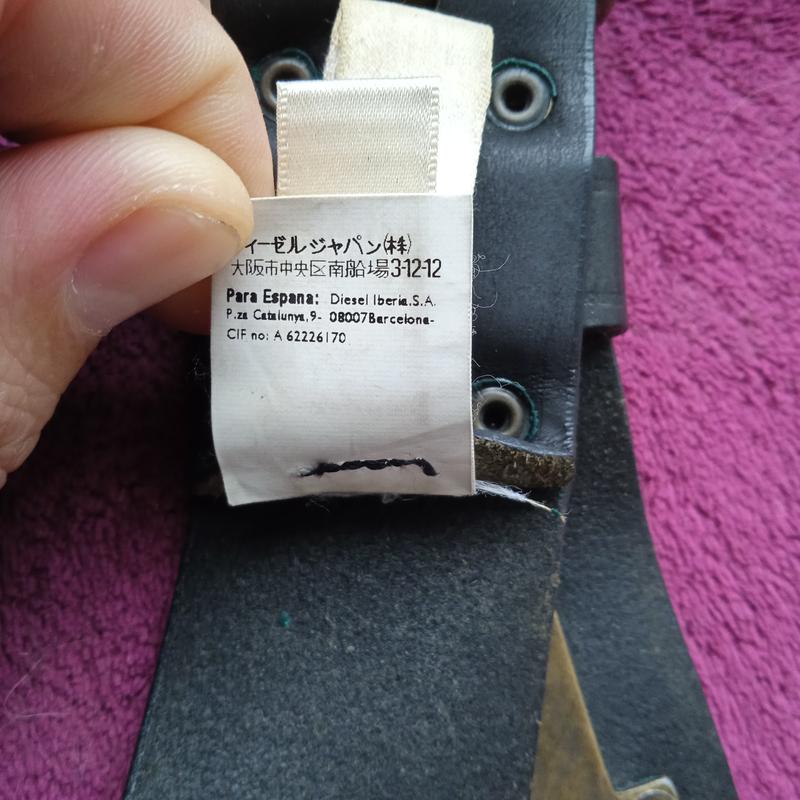 ィーゼルジャパン(株)
大阪市中央区南船場3-12-12
Para Espana: Diesel Iberia,S.A.
P.za Catalunya,9- 08007Barcelona-
CIF no: A 62226170